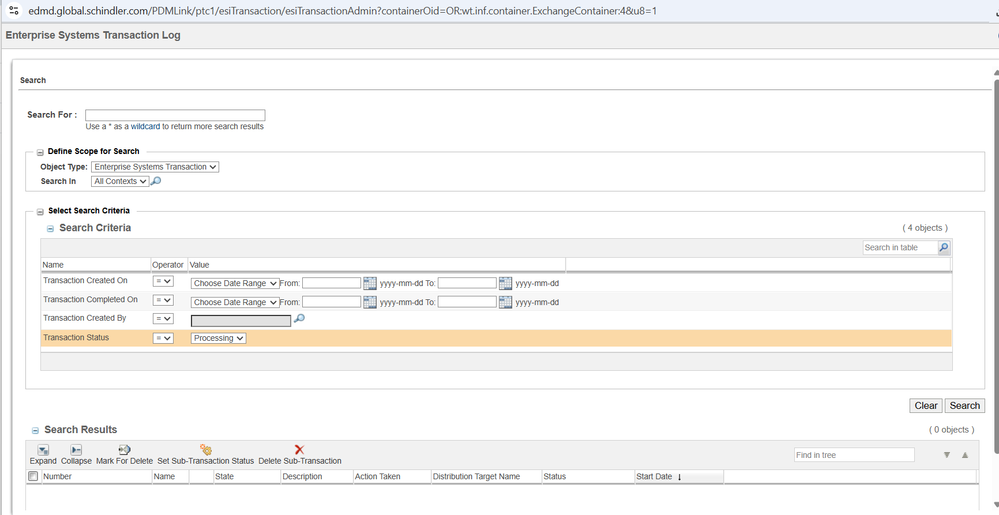 edmd.global.schindler.com/PDMLink/ptc1/esiTransaction/esiTransactionAdmin?containerOid=OR:wt.inf.container.ExchangeContainer:4&u8=1
Enterprise Systems Transaction Log
Search
Search For :
Use a * as a wildcard to return more search results
Define Scope for Search
Object Type: Enterprise Systems Transaction
Search In All Contexts
Select Search Criteria
Search Criteria ( 4 objects )
Search in table
Name Operator Value
Transaction Created On = Choose Date Range From: yyyy-mm-dd To: yyyy-mm-dd
Transaction Completed On = Choose Date Range From: yyyy-mm-dd To: yyyy-mm-dd
Transaction Created By =
Transaction Status = Processing
Clear Search
Search Results ( 0 objects )
Expand Collapse Mark For Delete Set Sub-Transaction Status Delete Sub-Transaction Find in tree
Number Name State Description Action Taken Distribution Target Name Status Start Date ↓